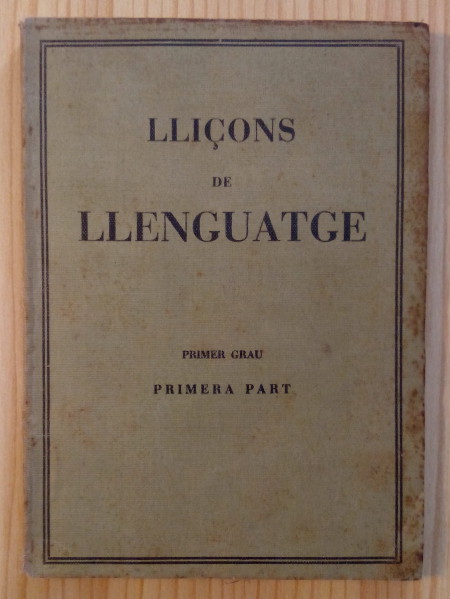 LLIÇONS
DE
LLENGUATGE
PRIMER GRAU
PRIMERA PART